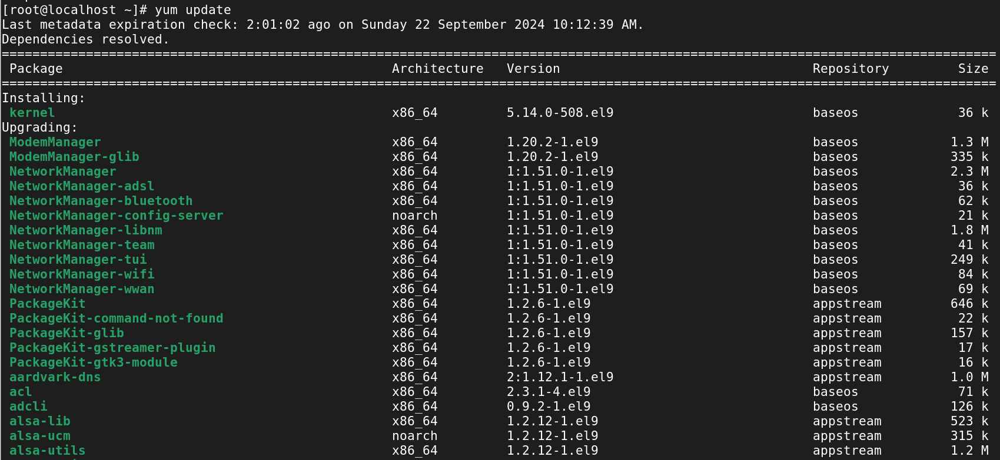 [root@localhost ~]# yum update
Last metadata expiration check: 2:01:02 ago on Sunday 22 September 2024 10:12:39 AM.
Dependencies resolved.
================================================================================================================================
Package Architecture Version Repository Size
================================================================================================================================
Installing:
kernel x86_64 5.14.0-508.el9 baseos 36 k
Upgrading:
ModemManager x86_64 1.20.2-1.el9 baseos 1.3 M
ModemManager-glib x86_64 1.20.2-1.el9 baseos 335 k
NetworkManager x86_64 1:1.51.0-1.el9 baseos 2.3 M
NetworkManager-adsl x86_64 1:1.51.0-1.el9 baseos 36 k
NetworkManager-bluetooth x86_64 1:1.51.0-1.el9 baseos 62 k
NetworkManager-config-server noarch 1:1.51.0-1.el9 baseos 21 k
NetworkManager-libnm x86_64 1:1.51.0-1.el9 baseos 1.8 M
NetworkManager-team x86_64 1:1.51.0-1.el9 baseos 41 k
NetworkManager-tui x86_64 1:1.51.0-1.el9 baseos 249 k
NetworkManager-wifi x86_64 1:1.51.0-1.el9 baseos 84 k
NetworkManager-wwan x86_64 1:1.51.0-1.el9 baseos 69 k
PackageKit x86_64 1.2.6-1.el9 appstream 646 k
PackageKit-command-not-found x86_64 1.2.6-1.el9 appstream 22 k
PackageKit-glib x86_64 1.2.6-1.el9 appstream 157 k
PackageKit-gstreamer-plugin x86_64 1.2.6-1.el9 appstream 17 k
PackageKit-gtk3-module x86_64 1.2.6-1.el9 appstream 16 k
aardvark-dns x86_64 2:1.12.1-1.el9 appstream 1.0 M
acl x86_64 2.3.1-4.el9 baseos 71 k
adcli x86_64 0.9.2-1.el9 baseos 126 k
alsa-lib x86_64 1.2.12-1.el9 appstream 523 k
alsa-ucm noarch 1.2.12-1.el9 appstream 315 k
alsa-utils x86_64 1.2.12-1.el9 appstream 1.2 M